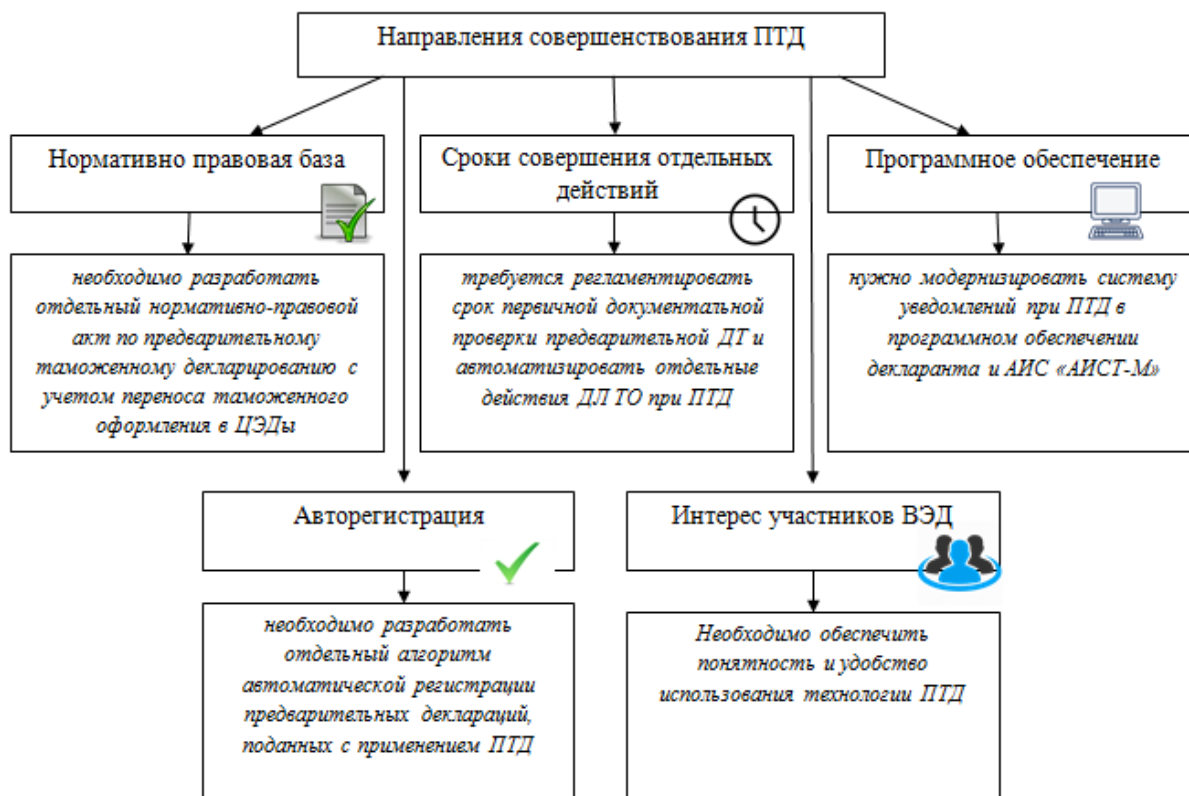 Направления совершенствования ПТД
Нормативно правовая база
необходимо разработать
отдельный нормативно-правовой
акт по предварительному
таможенному декларированию с
учетом переноса таможенного
оформления в ЦЭДы
Сроки совершения отдельных
действий
требуется регламентировать
срок первичной документальной
проверки предварительной ДТ и
автоматизировать отдельные
действия ДЛ ТО при ПТД
Программное обеспечение
нужно модернизировать систему
уведомлений при ПТД в
программном обеспечении
декларанта и АИС «АИСТ-М»
Авторегистрация
необходимо разработать
отдельный алгоритм
автоматической регистрации
предварительных деклараций,
поданных с применением ПТД
Интерес участников ВЭД
Необходимо обеспечить
понятность и удобство
использования технологии ПТД